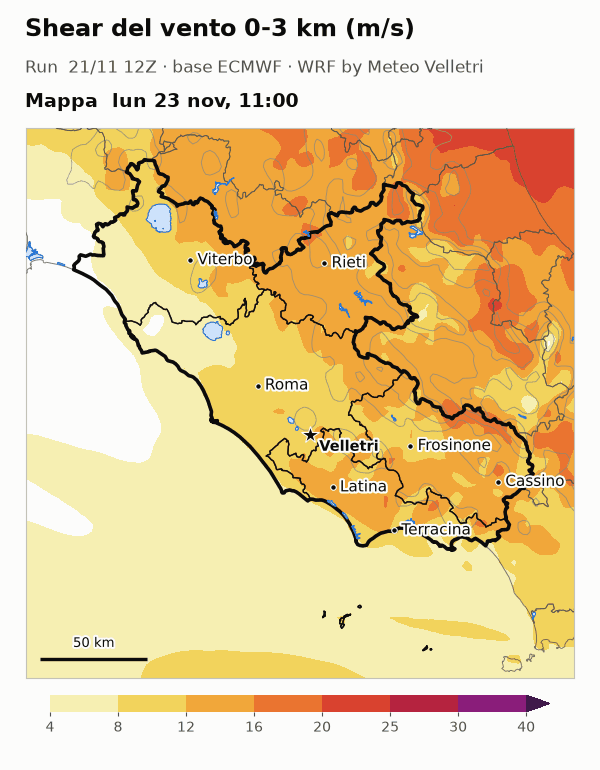 Shear del vento 0-3 km (m/s)
Run  21/11 12Z · base ECMWF · WRF by Meteo Velletri
Mappa  lun 23 nov, 11:00
Viterbo
Rieti
Roma
Velletri
Frosinone
Latina
Cassino
Terracina
50 km
4 8 12 16 20 25 30 40